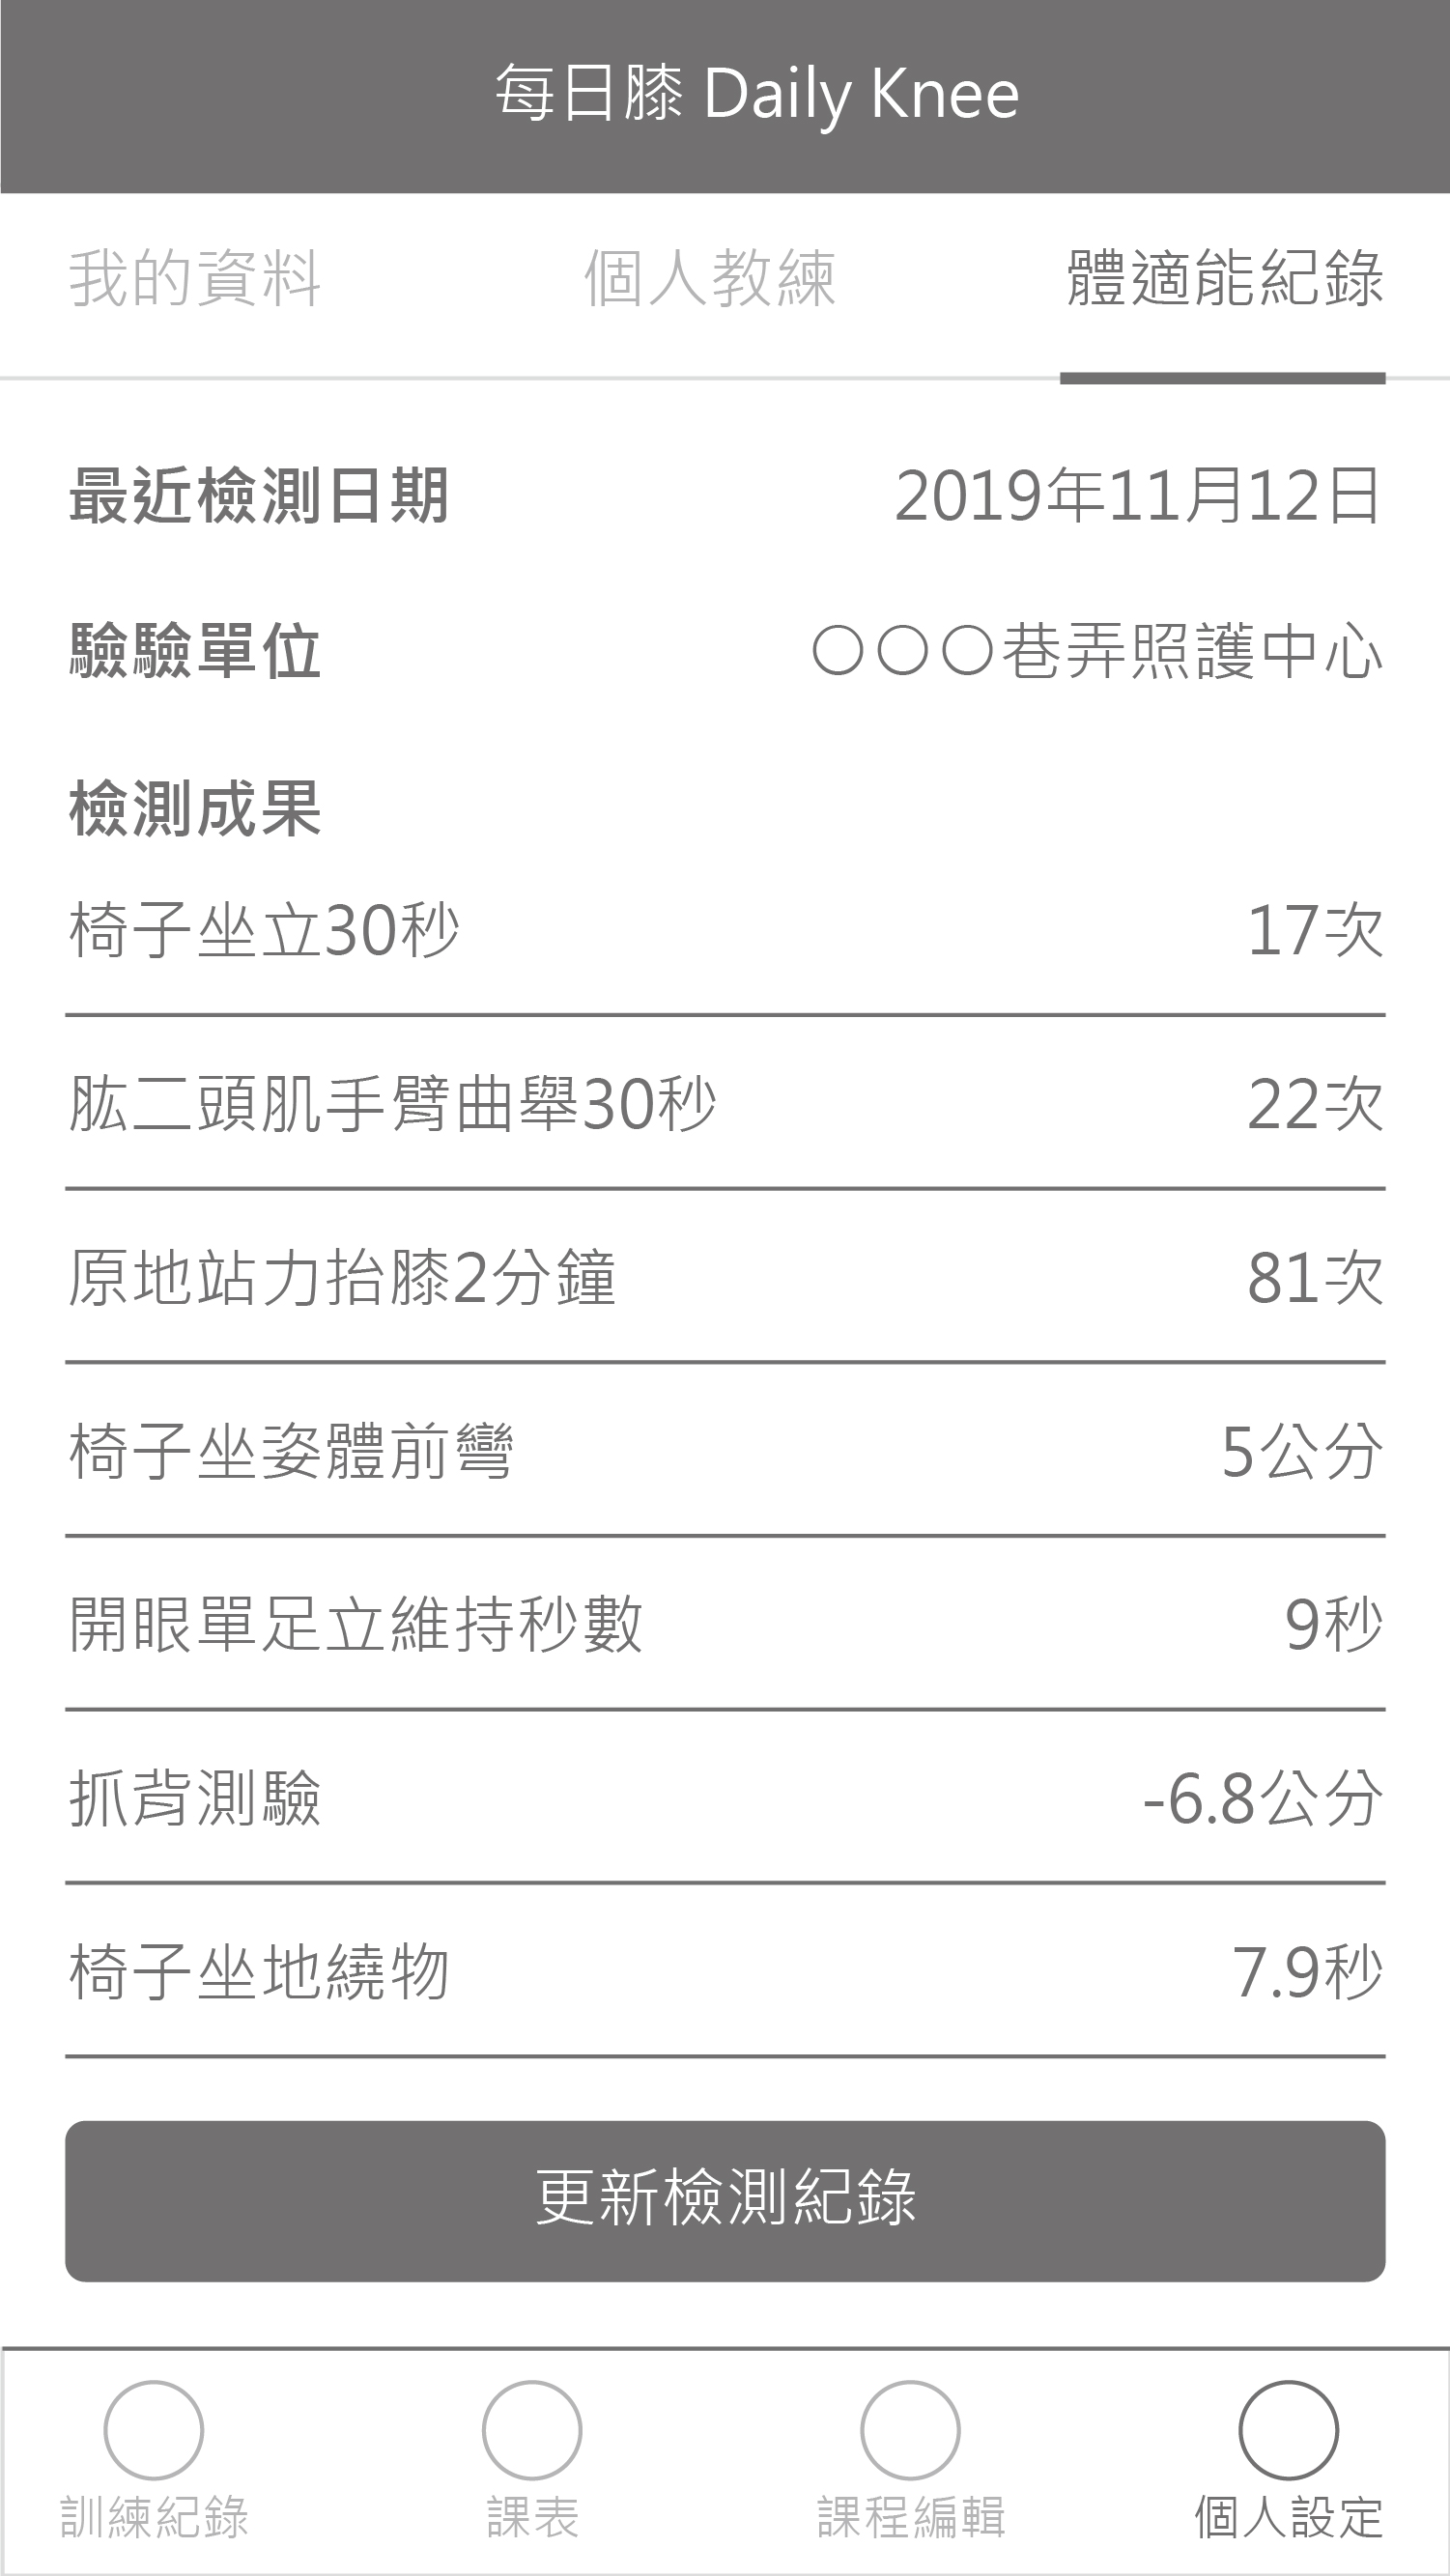 每日膝 Daily Knee
我的資料 個人教練 體適能紀錄
最近檢測日期 2019年11月12日
驗驗單位 ○○○巷弄照護中心
檢測成果
椅子坐立30秒 17次
肱二頭肌手臂曲舉30秒 22次
原地站力抬膝2分鐘 81次
椅子坐姿體前彎 5公分
開眼單足立維持秒數 9秒
抓背測驗 -6.8公分
椅子坐地繞物 7.9秒
更新檢測紀錄
訓練紀錄 課表 課程編輯 個人設定